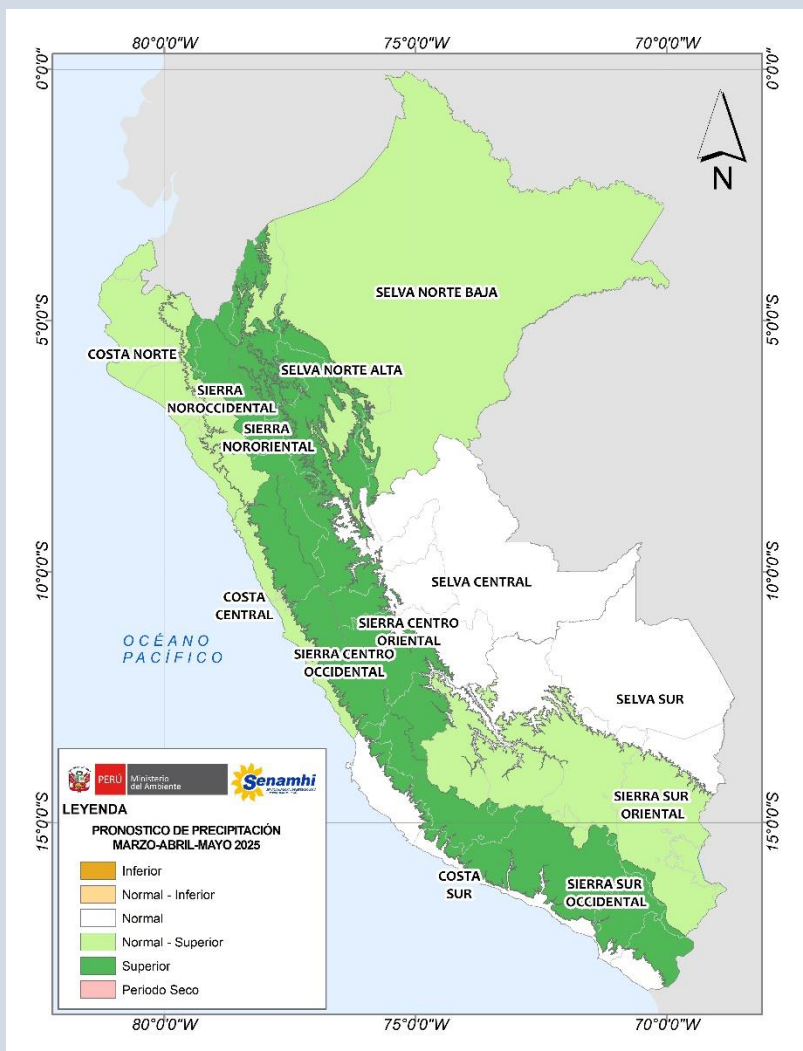 80°0'0"W
75°0'0"W
70°0'0"W
0°0'0"
0°0'0"
N
SELVA NORTE BAJA
5°0'0"S
5°0'0"S
COSTA NORTE
SELVA NORTE ALTA
SIERRA
NOROCCIDENTAL
SIERRA
NORORIENTAL
10°0'0"S
10°0'0"S
SELVA CENTRAL
COSTA
CENTRAL
SIERRA CENTRO
ORIENTAL
OCÉANO
PACÍFICO
SIERRA CENTRO
OCCIDENTAL
SELVA SUR
PERÚ
Ministerio
del Ambiente
Senamhi
LEYENDA
PRONOSTICO DE PRECIPITACIÓN
MARZO-ABRIL-MAYO 2025
Inferior
Normal - Inferior
Normal
Normal - Superior
Superior
Periodo Seco
SIERRA SUR
ORIENTAL
15°0'0"S
15°0'0"S
COSTA
SUR
SIERRA SUR
OCCIDENTAL
80°0'0"W
75°0'0"W
70°0'0"W